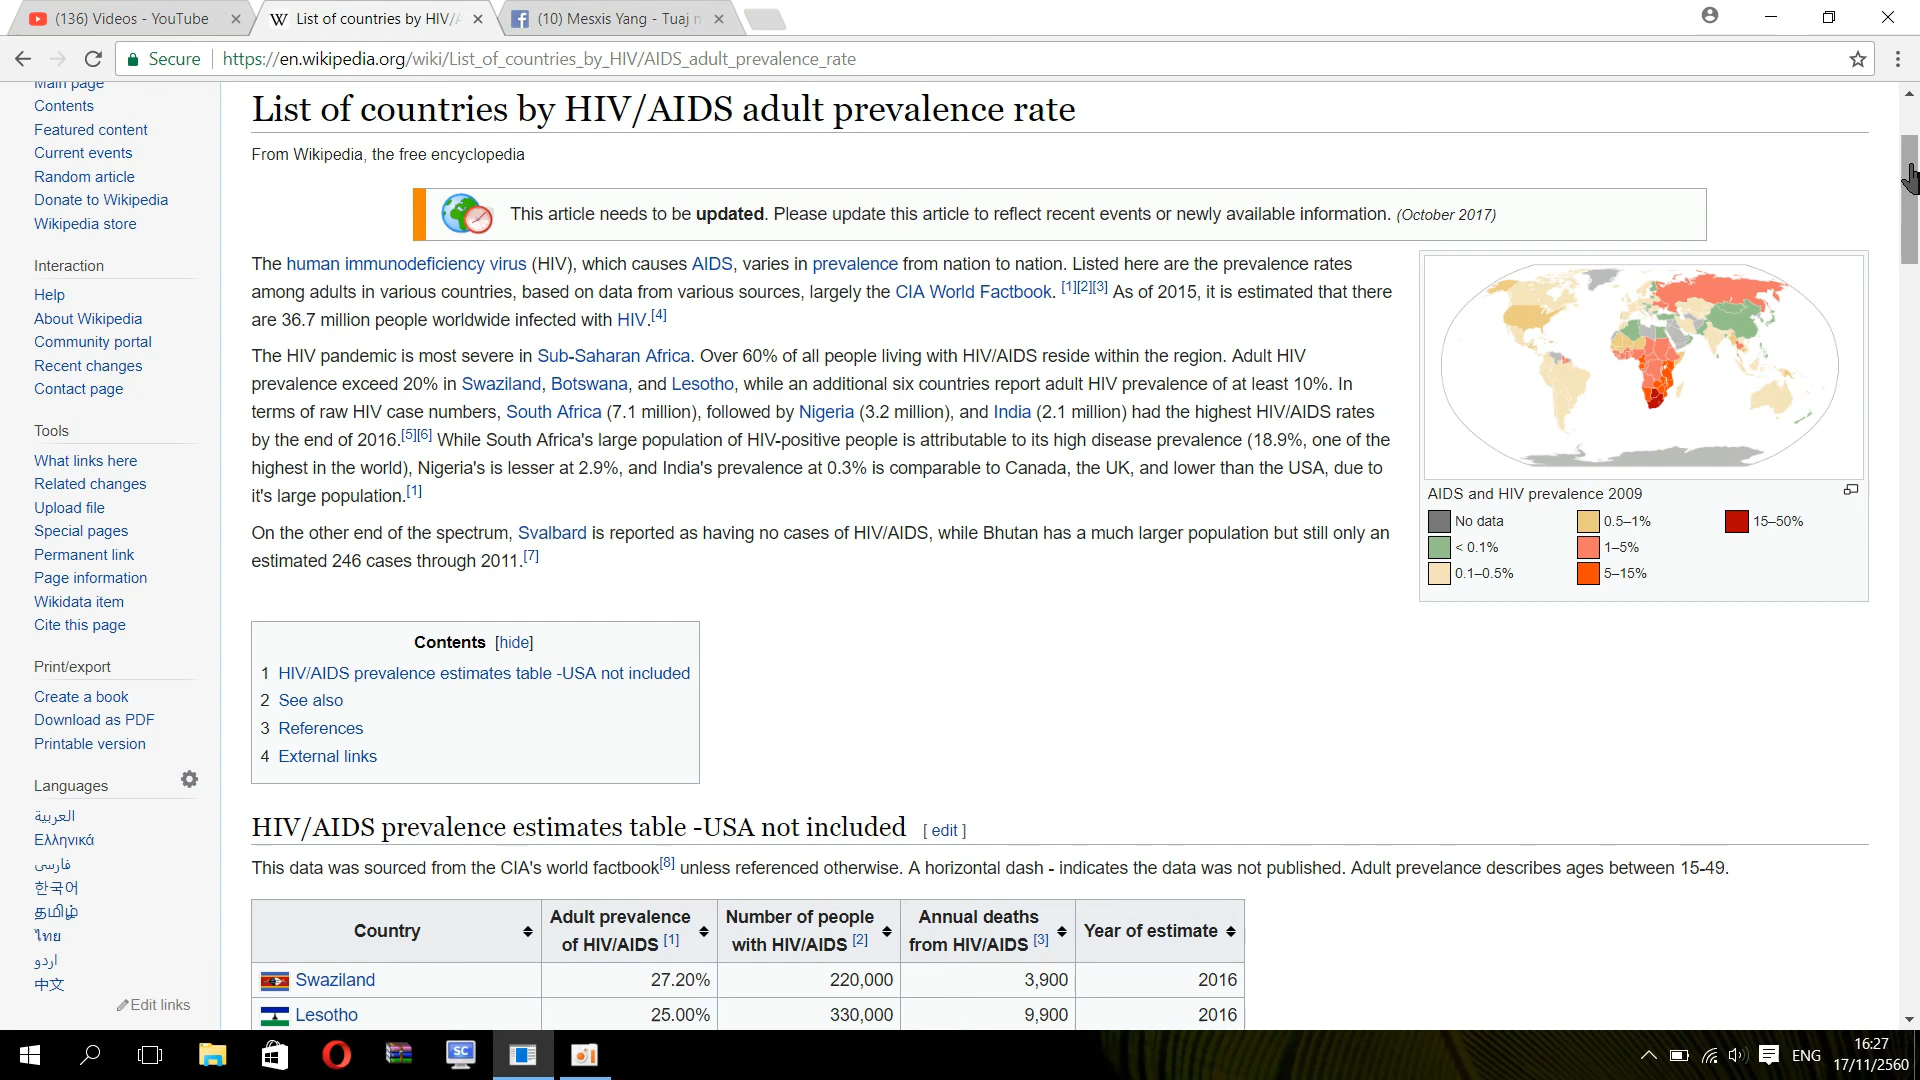 (136) Videos - YouTube
List of countries by HIV/A
(10) Mesxis Yang - Tuaj n
Secure
https://en.wikipedia.org/wiki/List_of_countries_by_HIV/AIDS_adult_prevalence_rate
Main page
Contents
Featured content
Current events
Random article
Donate to Wikipedia
Wikipedia store
Interaction
Help
About Wikipedia
Community portal
Recent changes
Contact page
Tools
What links here
Related changes
Upload file
Special pages
Permanent link
Page information
Wikidata item
Cite this page
Print/export
Create a book
Download as PDF
Printable version
Languages
العربية
Ελληνικά
فارسی
한국어
தமிழ்
ไทย
اردو
中文
Edit links
List of countries by HIV/AIDS adult prevalence rate
From Wikipedia, the free encyclopedia
This article needs to be updated. Please update this article to reflect recent events or newly available information. (October 2017)
The human immunodeficiency virus (HIV), which causes AIDS, varies in prevalence from nation to nation. Listed here are the prevalence rates
among adults in various countries, based on data from various sources, largely the CIA World Factbook. [1][2][3] As of 2015, it is estimated that there
are 36.7 million people worldwide infected with HIV.[4]
The HIV pandemic is most severe in Sub-Saharan Africa. Over 60% of all people living with HIV/AIDS reside within the region. Adult HIV
prevalence exceed 20% in Swaziland, Botswana, and Lesotho, while an additional six countries report adult HIV prevalence of at least 10%. In
terms of raw HIV case numbers, South Africa (7.1 million), followed by Nigeria (3.2 million), and India (2.1 million) had the highest HIV/AIDS rates
by the end of 2016.[5][6] While South Africa's large population of HIV-positive people is attributable to its high disease prevalence (18.9%, one of the
highest in the world), Nigeria's is lesser at 2.9%, and India's prevalence at 0.3% is comparable to Canada, the UK, and lower than the USA, due to
it's large population.[1]
On the other end of the spectrum, Svalbard is reported as having no cases of HIV/AIDS, while Bhutan has a much larger population but still only an
estimated 246 cases through 2011.[7]
AIDS and HIV prevalence 2009
No data 0.5–1% 15–50%
< 0.1% 1–5%
0.1–0.5% 5–15%
Contents [hide]
1 HIV/AIDS prevalence estimates table -USA not included
2 See also
3 References
4 External links
HIV/AIDS prevalence estimates table -USA not included [ edit ]
This data was sourced from the CIA's world factbook[8] unless referenced otherwise. A horizontal dash - indicates the data was not published. Adult prevelance describes ages between 15-49.
Country
Adult prevalence
of HIV/AIDS [1]
Number of people
with HIV/AIDS [2]
Annual deaths
from HIV/AIDS [3]
Year of estimate
Swaziland 27.20% 220,000 3,900 2016
Lesotho 25.00% 330,000 9,900 2016
SC
ENG
16:27
17/11/2560